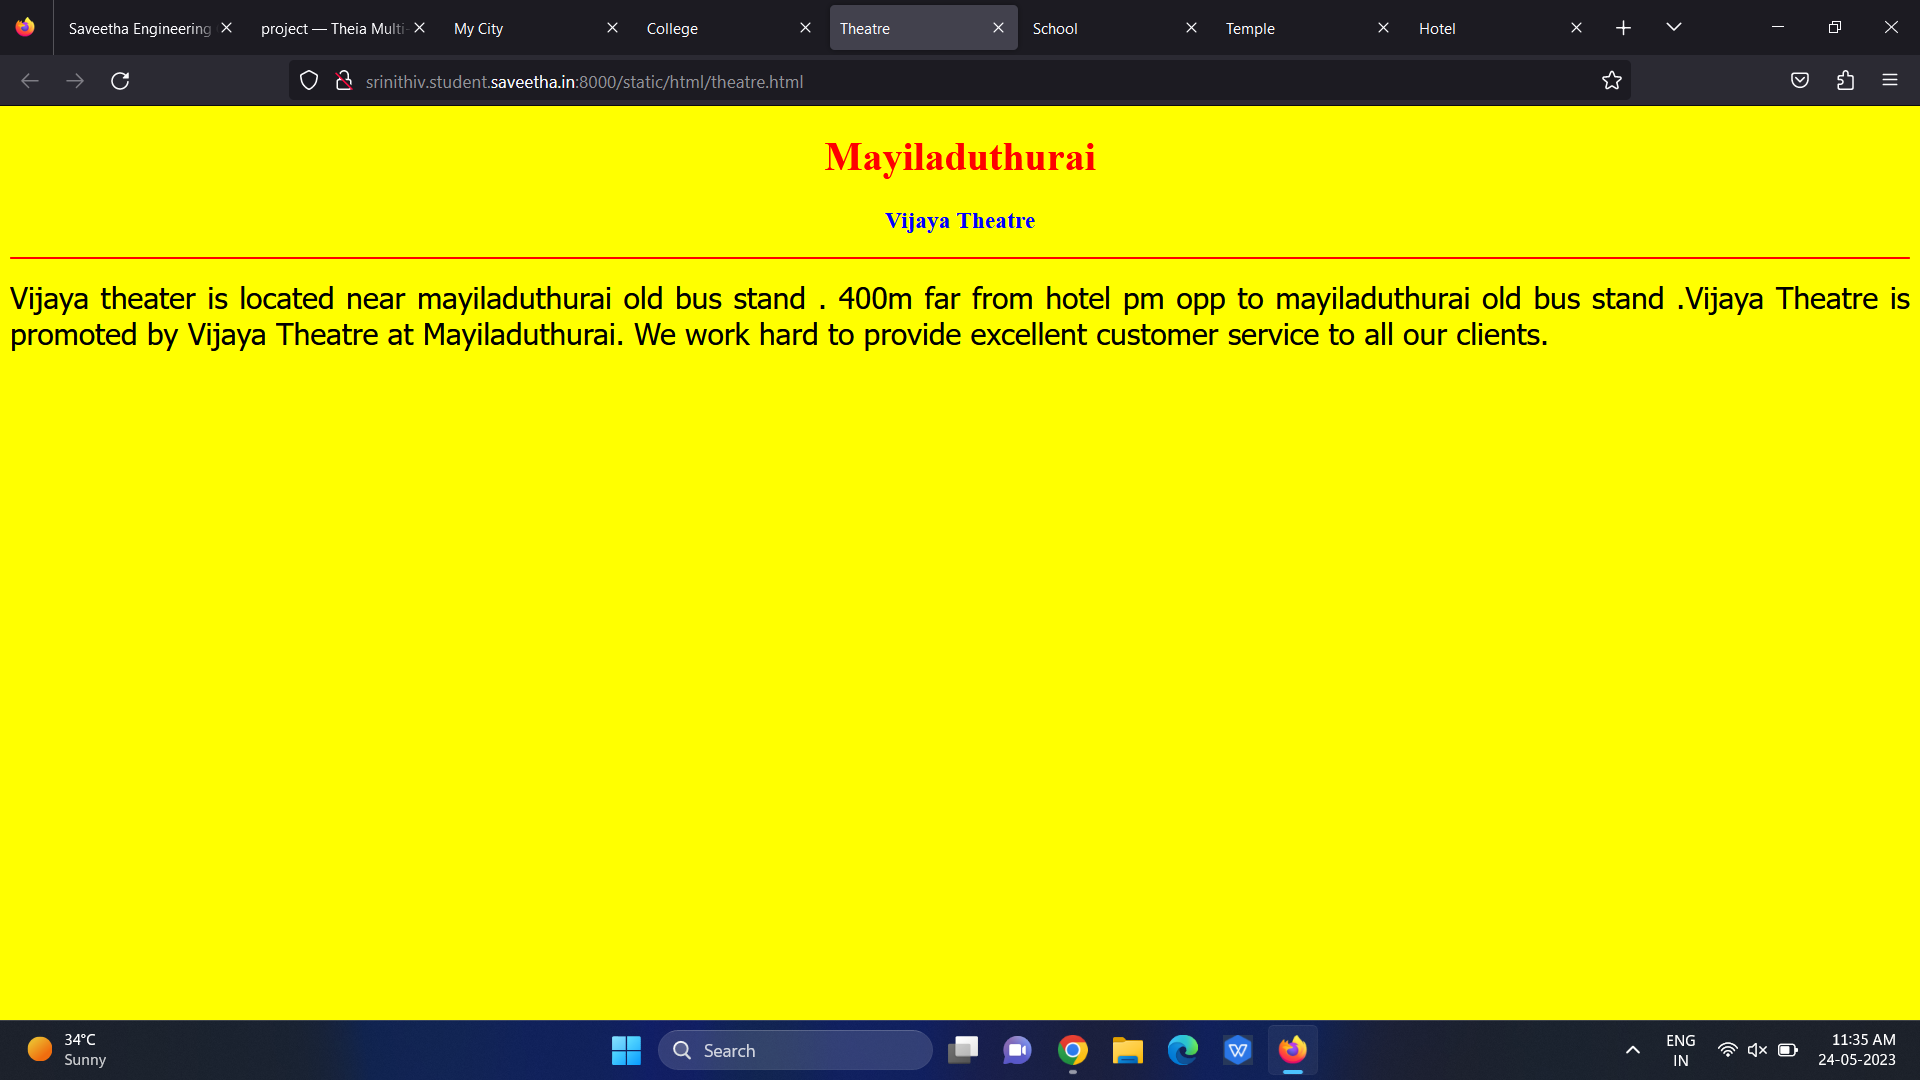 Saveetha Engineering
project — Theia Multi-
My City
College
Theatre
School
Temple
Hotel
srinithiv.student.saveetha.in:8000/static/html/theatre.html
Mayiladuthurai
Vijaya Theatre
Vijaya theater is located near mayiladuthurai old bus stand . 400m far from hotel pm opp to mayiladuthurai old bus stand .Vijaya Theatre is
promoted by Vijaya Theatre at Mayiladuthurai. We work hard to provide excellent customer service to all our clients.
34°C
Sunny
Search
ENG
IN
11:35 AM
24-05-2023